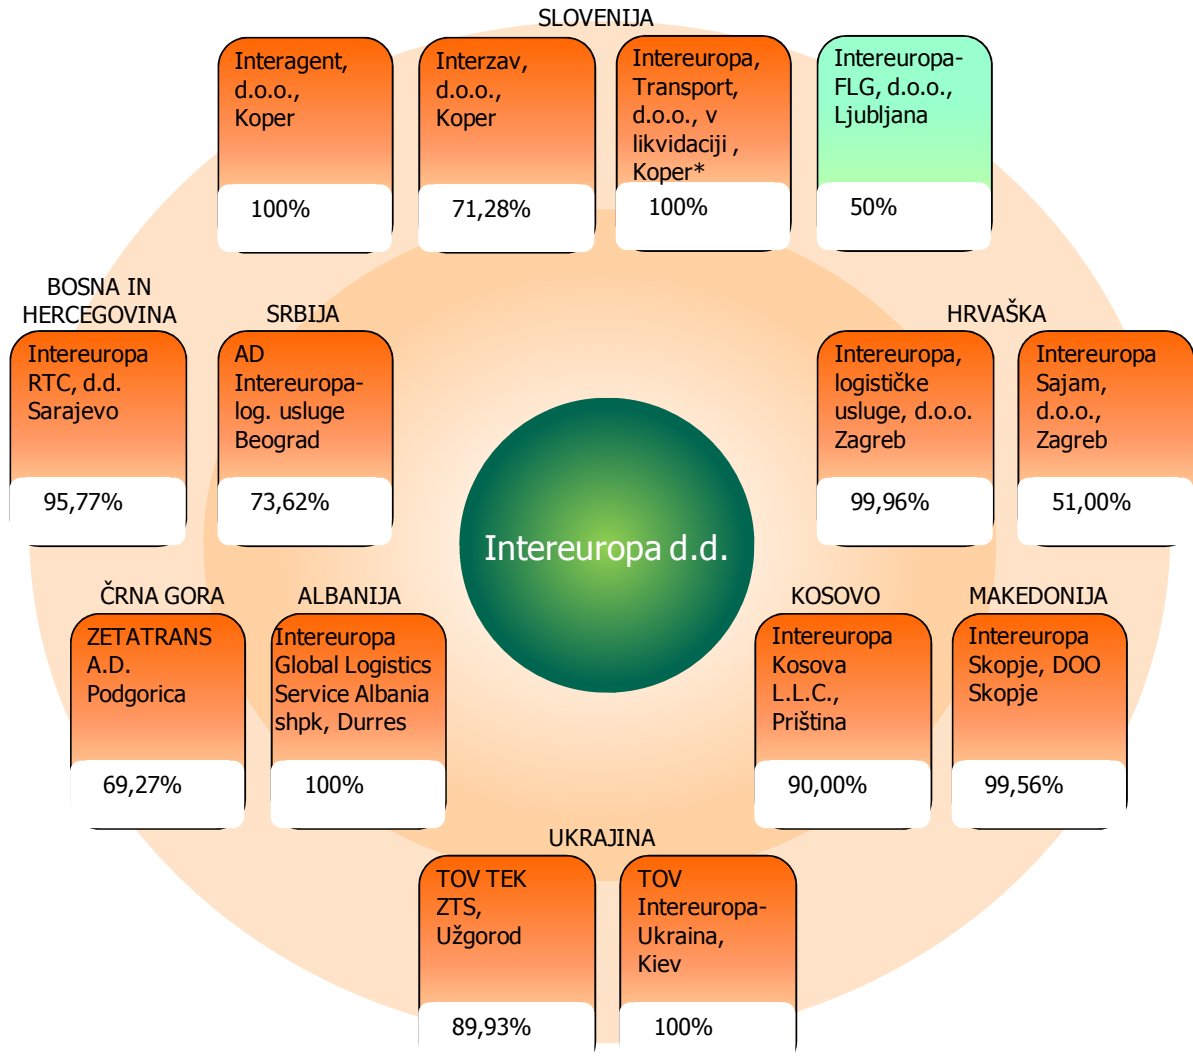 SLOVENIJA
Interagent,
d.o.o.,
Koper
100%
Interzav,
d.o.o.,
Koper
71,28%
Intereuropa,
Transport,
d.o.o., v
likvidaciji ,
Koper*
100%
Intereuropa-
FLG, d.o.o.,
Ljubljana
50%
BOSNA IN
HERCEGOVINA
Intereuropa
RTC, d.d.
Sarajevo
95,77%
SRBIJA
AD
Intereuropa-
log. usluge
Beograd
73,62%
HRVAŠKA
Intereuropa,
logističke
usluge, d.o.o.
Zagreb
99,96%
Intereuropa
Sajam,
d.o.o.,
Zagreb
51,00%
Intereuropa d.d.
ČRNA GORA
ZETATRANS
A.D.
Podgorica
69,27%
ALBANIJA
Intereuropa
Global Logistics
Service Albania
shpk, Durres
100%
KOSOVO
Intereuropa
Kosova
L.L.C.,
Priština
90,00%
MAKEDONIJA
Intereuropa
Skopje, DOO
Skopje
99,56%
UKRAJINA
TOV TEK
ZTS,
Užgorod
89,93%
TOV
Intereuropa-
Ukraina,
Kiev
100%